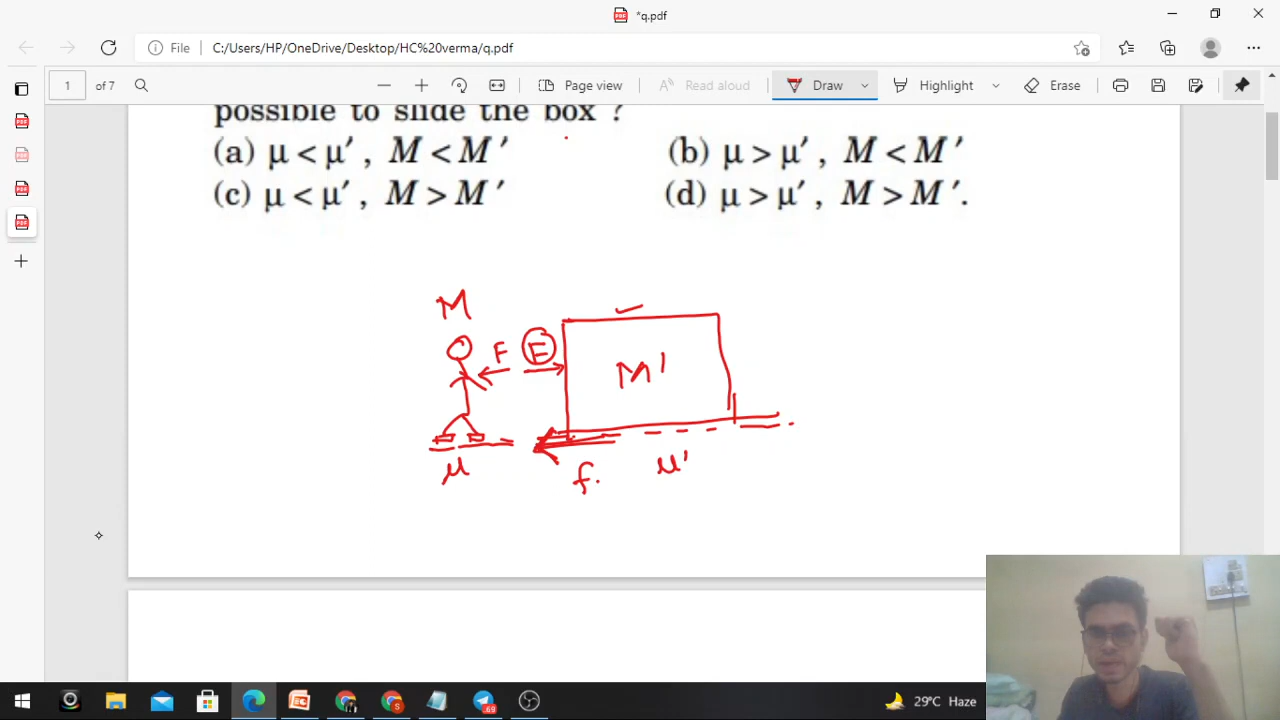 *q.pdf
File C:/Users/HP/OneDrive/Desktop/HC%20verma/q.pdf
1 of 7 Page view Read aloud Draw Highlight Erase
possible to slide the box ?
(a) μ < μ′ , M < M′ (b) μ > μ′ , M < M′
(c) μ < μ′ , M > M′ (d) μ > μ′ , M > M′.
M
F F
M'
μ
f.
μ'
29°C Haze